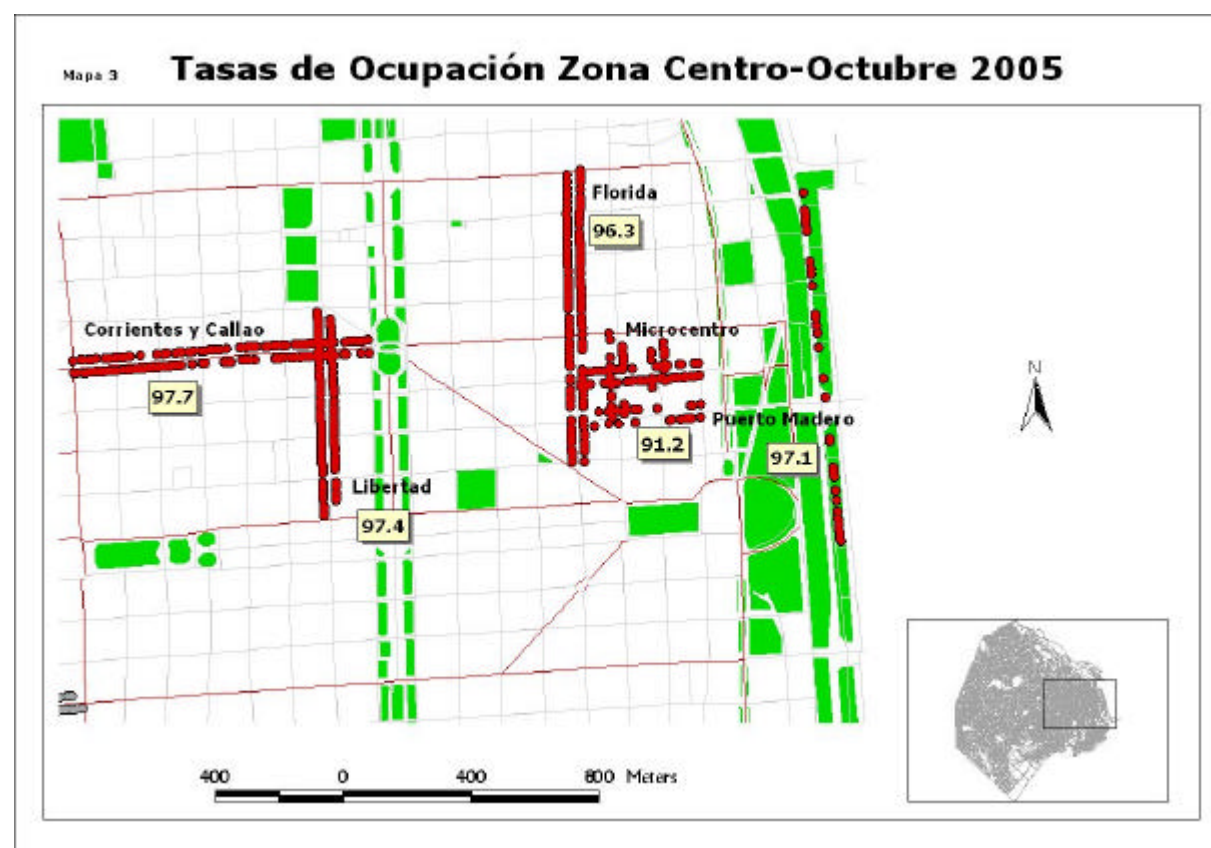 Mapa 3
Tasas de Ocupación Zona Centro-Octubre 2005
Florida
96.3
Corrientes y Callao
Microcentro
97.7
Puerto Madero
91.2
97.1
Libertad
97.4
N
400 0 400 800 Meters